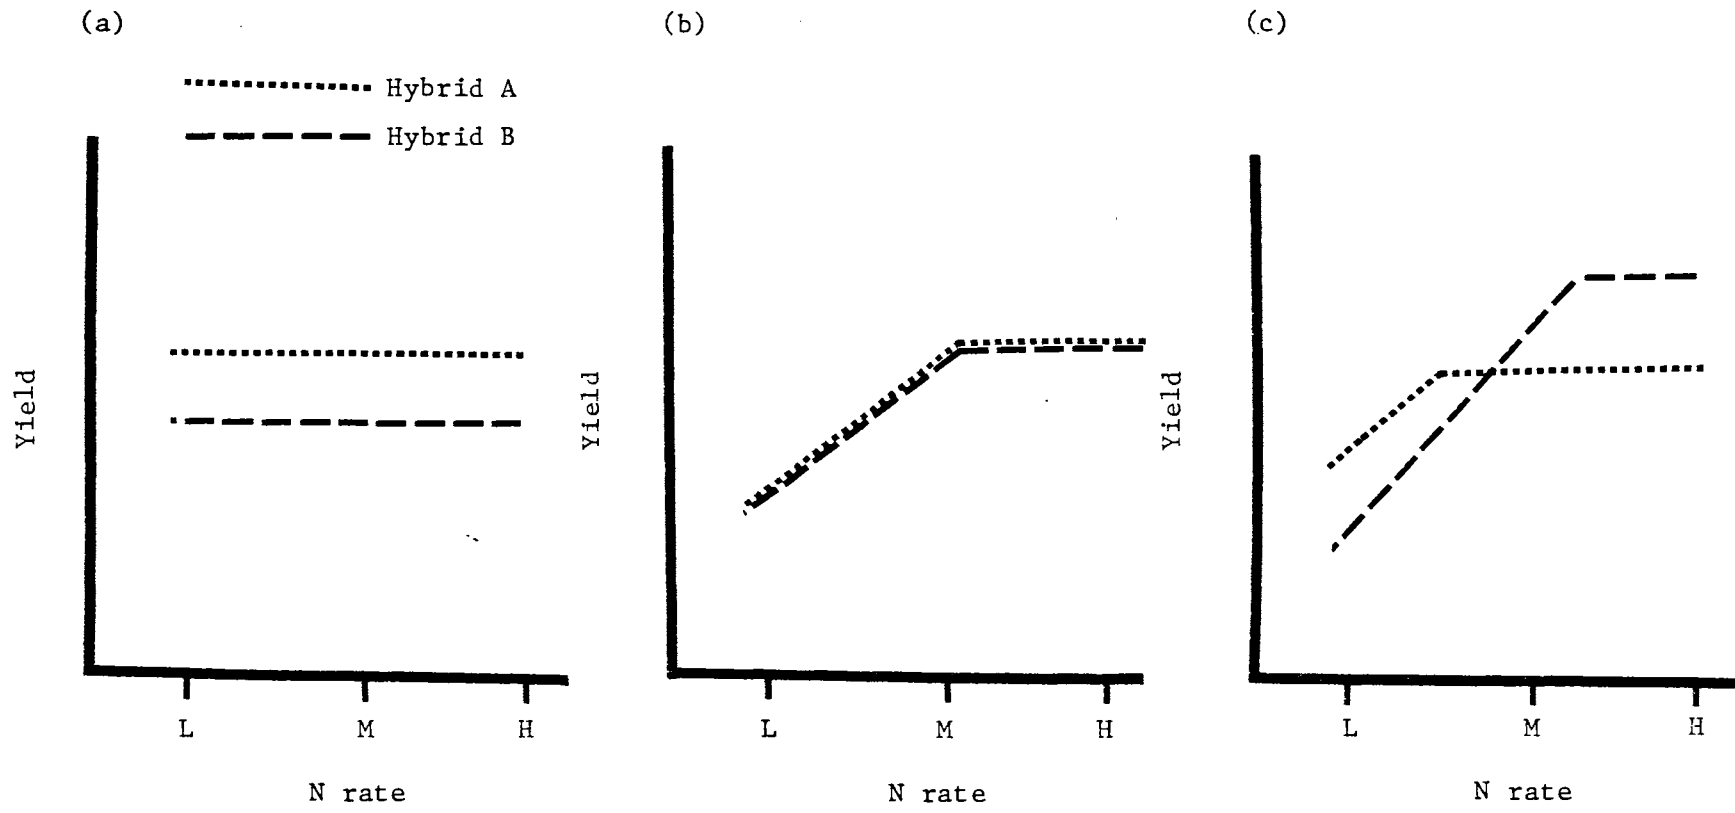 (a)
(b)
(c)
Hybrid A
Hybrid B
Yield
Yield
Yield
L M H
L M H
L M H
N rate
N rate
N rate